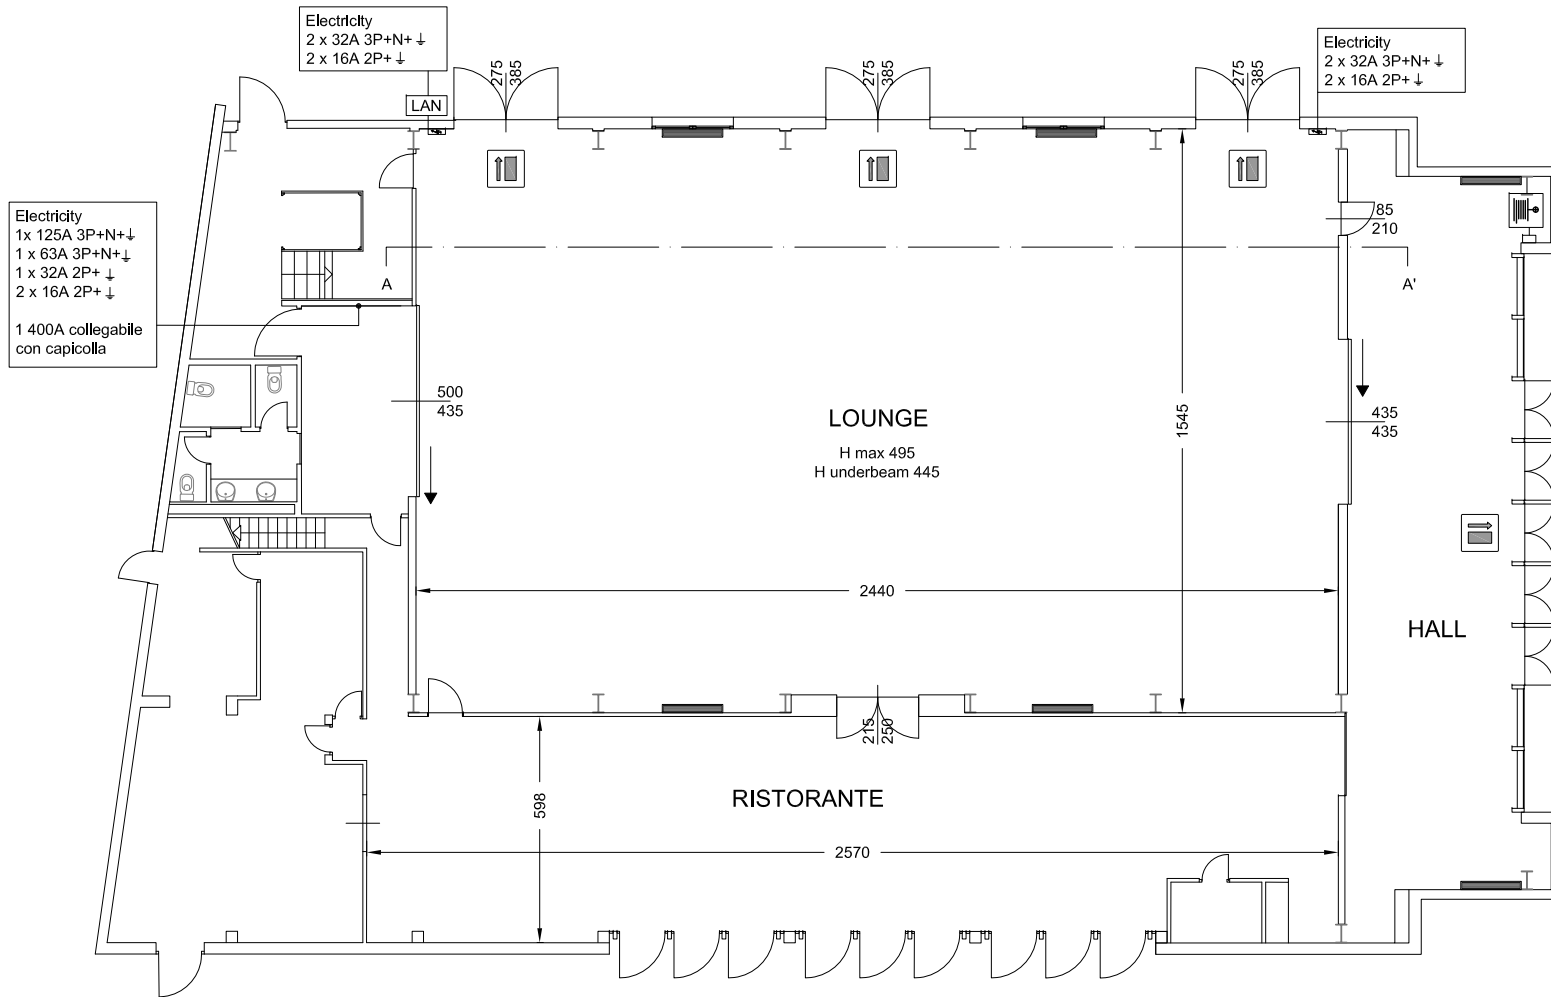 Electricity
2 x 32A 3P+N+⏚
2 x 16A 2P+⏚
LAN
275
385
275
385
275
385
Electricity
2 x 32A 3P+N+⏚
2 x 16A 2P+⏚
Electricity
1x 125A 3P+N+⏚
1 x 63A 3P+N+⏚
1 x 32A 2P+⏚
2 x 16A 2P+⏚
1 400A collegabile
con capicolla
85
210
A
A'
500
435
LOUNGE
H max 495
H underbeam 445
1545
435
435
2440
HALL
215
250
598
RISTORANTE
2570